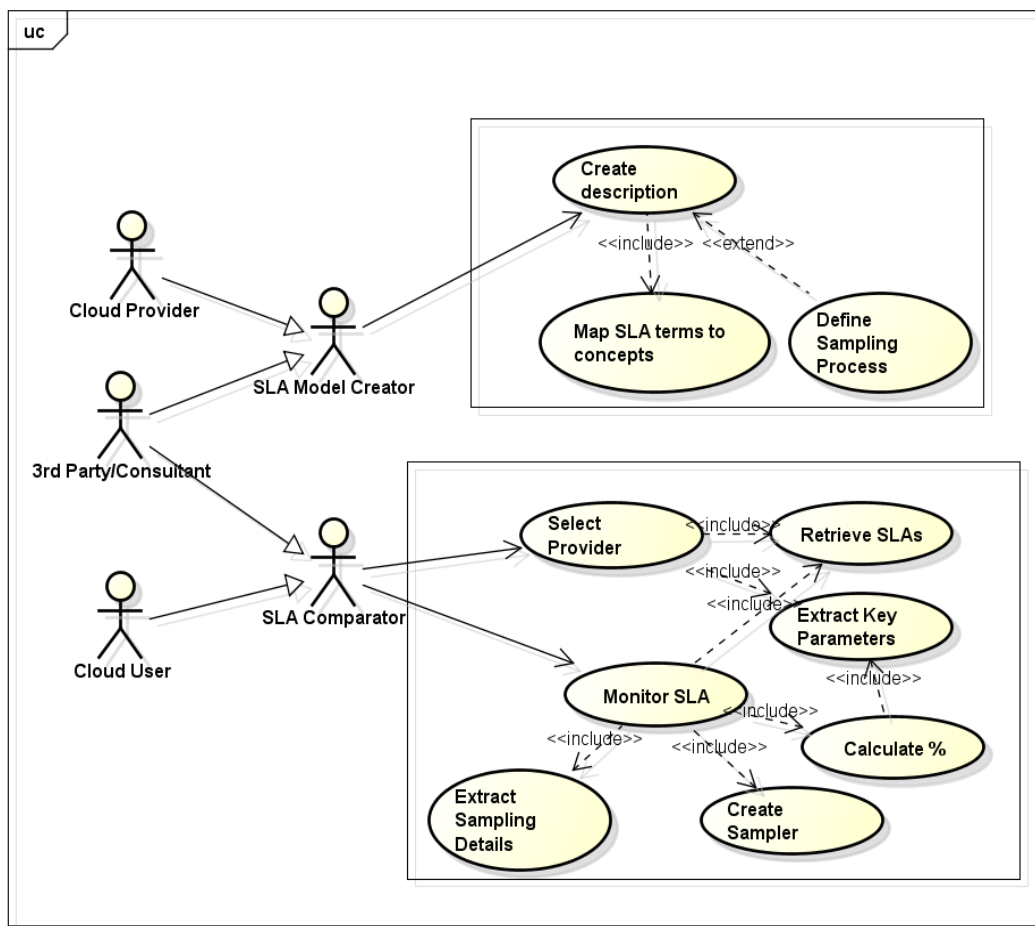 uc
Create
description
<<include>>
<<extend>>
Cloud Provider
Map SLA terms to
concepts
Define
Sampling
Process
SLA Model Creator
3rd Party/Consultant
Select
Provider
<<include>>
Retrieve SLAs
<<include>>
<<include>>
SLA Comparator
Extract Key
Parameters
Cloud User
<<include>>
Monitor SLA
<<include>>
<<include>>
<<include>>
Calculate %
Extract
Sampling
Details
Create
Sampler